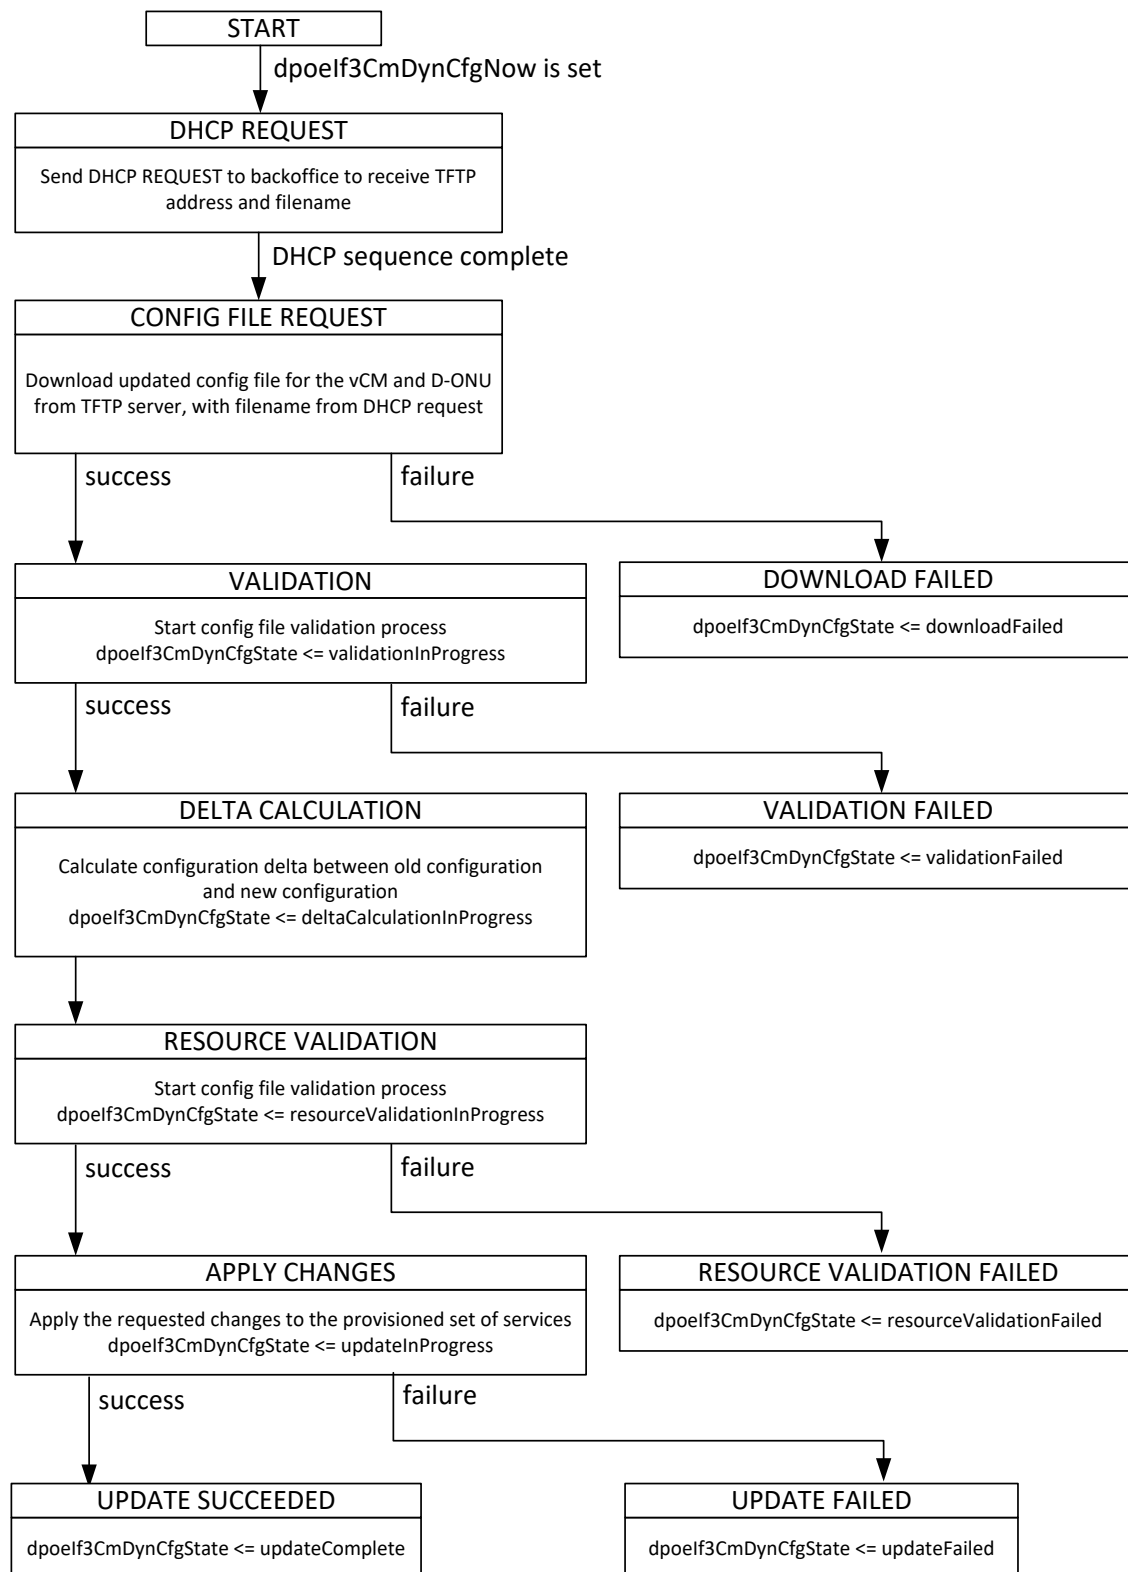 START
dpoeIf3CmDynCfgNow is set
DHCP REQUEST
Send DHCP REQUEST to backoffice to receive TFTP
address and filename
DHCP sequence complete
CONFIG FILE REQUEST
Download updated config file for the vCM and D-ONU
from TFTP server, with filename from DHCP request
success
failure
VALIDATION
Start config file validation process
dpoeIf3CmDynCfgState <= validationInProgress
DOWNLOAD FAILED
dpoeIf3CmDynCfgState <= downloadFailed
success
failure
DELTA CALCULATION
Calculate configuration delta between old configuration
and new configuration
dpoeIf3CmDynCfgState <= deltaCalculationInProgress
VALIDATION FAILED
dpoeIf3CmDynCfgState <= validationFailed
RESOURCE VALIDATION
Start config file validation process
dpoeIf3CmDynCfgState <= resourceValidationInProgress
success
failure
APPLY CHANGES
Apply the requested changes to the provisioned set of services
dpoeIf3CmDynCfgState <= updateInProgress
RESOURCE VALIDATION FAILED
dpoeIf3CmDynCfgState <= resourceValidationFailed
success
failure
UPDATE SUCCEEDED
dpoeIf3CmDynCfgState <= updateComplete
UPDATE FAILED
dpoeIf3CmDynCfgState <= updateFailed